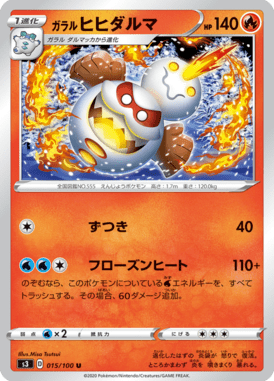 1進化
ガラル ヒヒダルマ
HP 140
ガラル ダルマッカから進化
全国図鑑NO.555 えんじょうポケモン 高さ：1.7m 重さ：120.0kg
ずつき 40
フローズンヒート 110+
のぞむなら、このポケモンについている エネルギーを、すべて
トラッシュする。その場合、60ダメージ追加。
弱点 ×2 抵抗力 にげる
Illus. Misa Tsutsui
s3 D 015/100 U
©2020 Pokémon/Nintendo/Creatures/GAME FREAK.